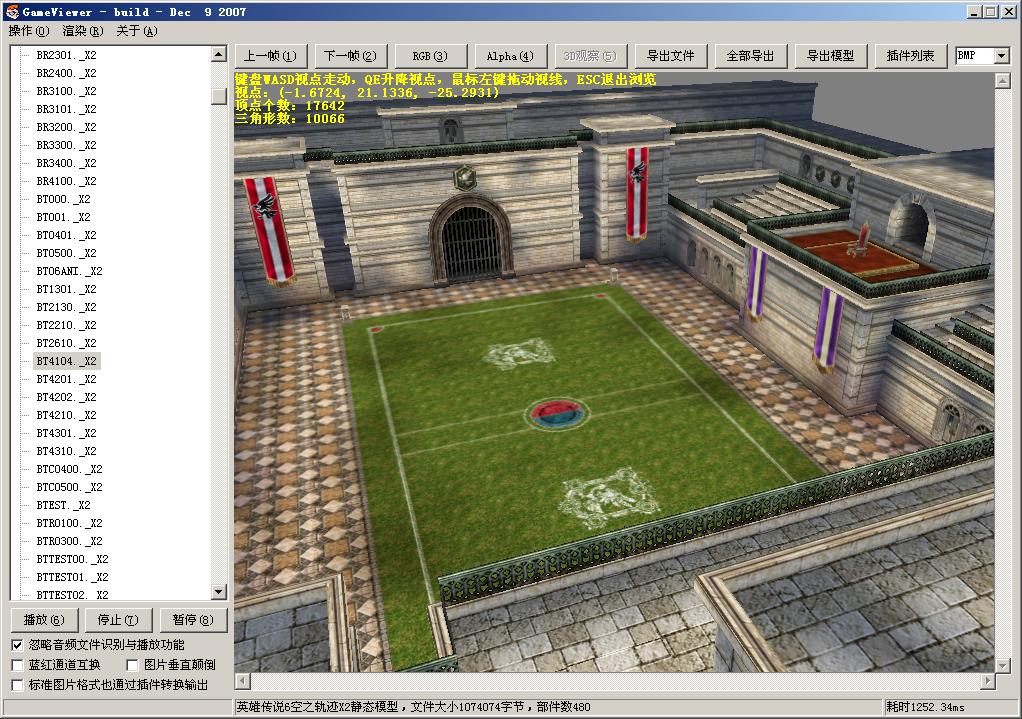 GameViewer - build - Dec  9 2007
操作(O) 渲染(R) 关于(A)
BR2301._X2
BR2400._X2
BR3100._X2
BR3101._X2
BR3200._X2
BR3300._X2
BR3400._X2
BR4100._X2
BT000._X2
BT001._X2
BT0401._X2
BT0500._X2
BT06ANI._X2
BT1301._X2
BT2130._X2
BT2210._X2
BT2610._X2
BT4104._X2
BT4201._X2
BT4202._X2
BT4210._X2
BT4301._X2
BT4310._X2
BTC0400._X2
BTC0500._X2
BTEST._X2
BTR0100._X2
BTR0300._X2
BTTEST00._X2
BTTEST01._X2
BTTEST02._X2
播放(6) 停止(7) 暂停(8)
忽略音频文件识别与播放功能
蓝红通道互换 图片垂直颠倒
标准图片格式也通过插件转换输出
上一帧(1) 下一帧(2) RGB(3) Alpha(4) 3D观察(5) 导出文件 全部导出 导出模型 插件列表 BMP
键盘WASD视点走动，QE升降视点，鼠标左键拖动视线，ESC退出浏览
视点：(-1.6724, 21.1336, -25.2931)
顶点个数：17642
三角形数：10066
英雄传说6空之轨迹X2静态模型，文件大小1074074字节，部件数480
耗时1252.34ms